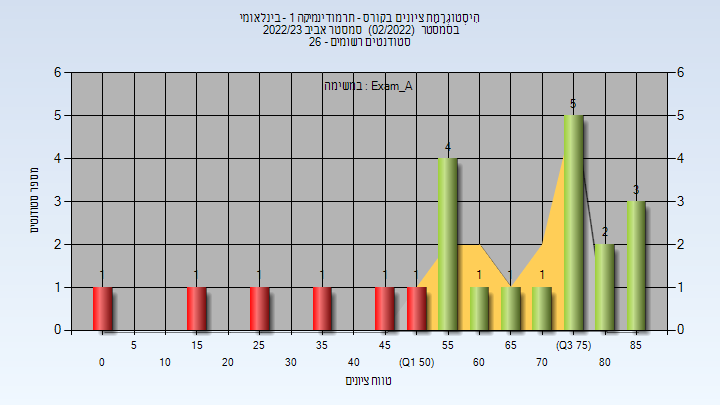 הִיסְטוֹגְרָמַת ציונים בקורס - תרמודינמיקה 1 - בינלאומי
בסמסטר (02/2022) סמסטר אביב 2022/23
סטודנטים רשומים - 26
במשימה : Exam_A
מספר סטודנטים
6 6
5 5
4 4
3 3
2 2
1 1
0 0
1 1 1 1 1 1 4 1 1 1 5 2 3
5 15 25 35 45 55 65 (Q3 75) 85
0 10 20 30 40 (Q1 50) 60 70 80
טווח ציונים